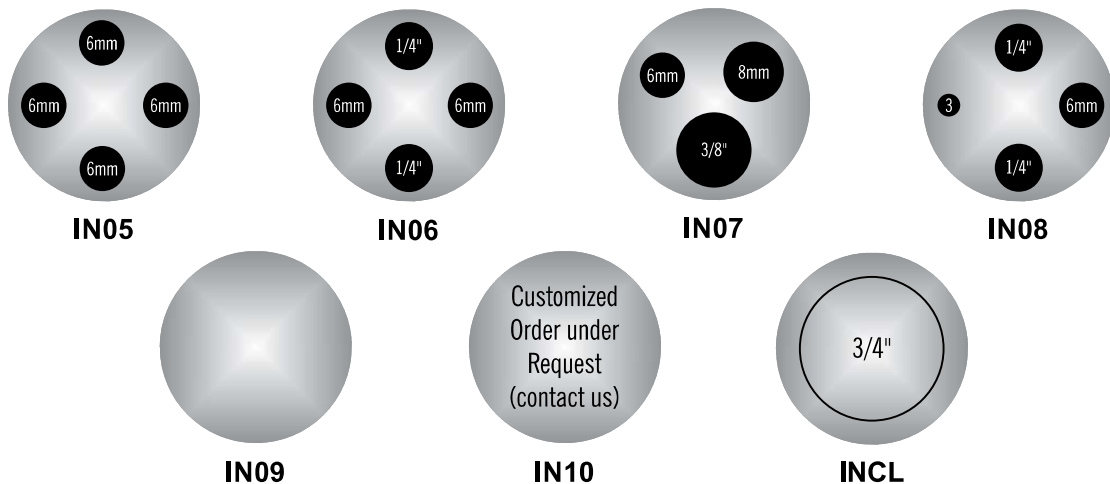 6mm
6mm
6mm
6mm
IN05
1/4"
6mm
6mm
1/4"
IN06
6mm
8mm
3/8"
IN07
1/4"
3
6mm
1/4"
IN08
IN09
Customized
Order under
Request
(contact us)
IN10
3/4"
INCL